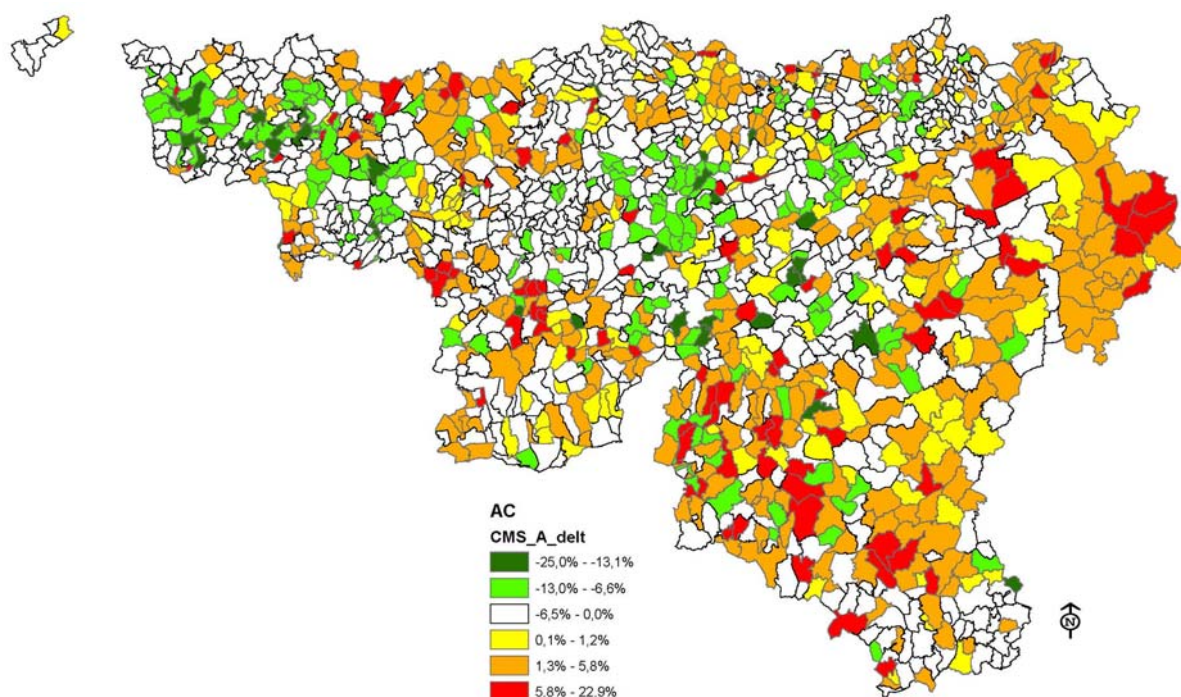 AC
CMS_A_delt
-25,0% - -13,1%
-13,0% - -6,6%
-6,5% - 0,0%
0,1% - 1,2%
1,3% - 5,8%
5,8% - 22,9%
N